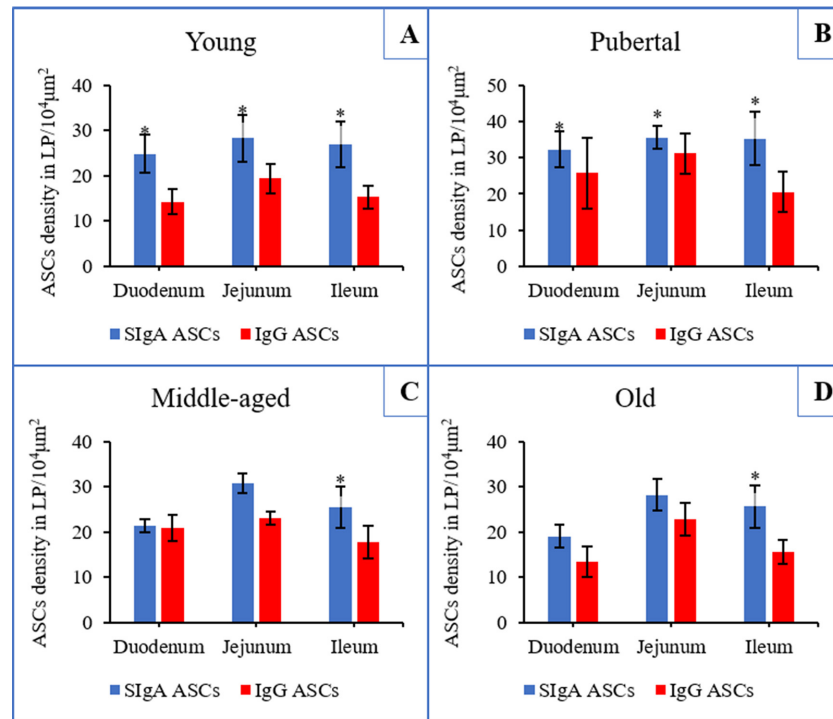 Young
A
ASCs density in LP/10⁴µm²
40
30
20
10
0
*
*
*
Duodenum Jejunum Ileum
SIgA ASCs IgG ASCs
Pubertal
B
ASCs density in LP/10⁴µm²
50
40
30
20
10
0
*
*
*
Duodenum Jejunum Ileum
SIgA ASCs IgG ASCs
Middle-aged
C
ASCs density in LP/10⁴µm²
40
30
20
10
0
*
Duodenum Jejunum Ileum
SIgA ASCs IgG ASCs
Old
D
ASCs density in LP/10⁴µm²
40
30
20
10
0
*
Duodenum Jejunum Ileum
SIgA ASCs IgG ASCs